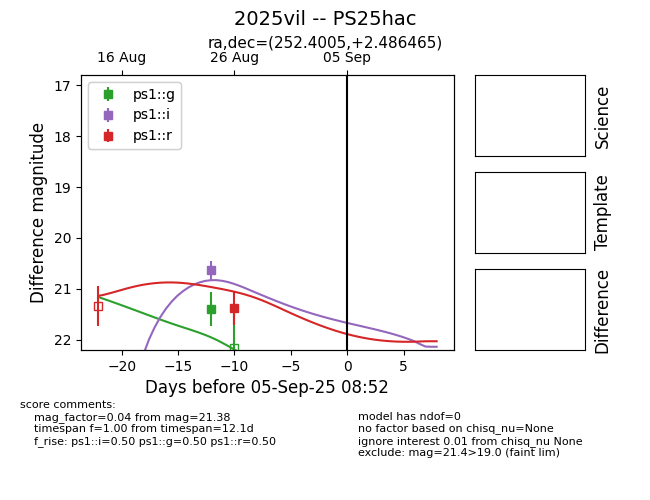 2025vil -- PS25hac
ra,dec=(252.4005,+2.486465)
16 Aug
26 Aug
05 Sep
ps1::g
ps1::i
ps1::r
17
18
19
20
21
22
Difference magnitude
−20
−15
−10
−5
0
5
Days before 05-Sep-25 08:52
Science
Template
Difference
score comments:
mag_factor=0.04 from mag=21.38
timespan f=1.00 from timespan=12.1d
f_rise: ps1::i=0.50 ps1::g=0.50 ps1::r=0.50
model has ndof=0
no factor based on chisq_nu=None
ignore interest 0.01 from chisq_nu None
exclude: mag=21.4>19.0 (faint lim)